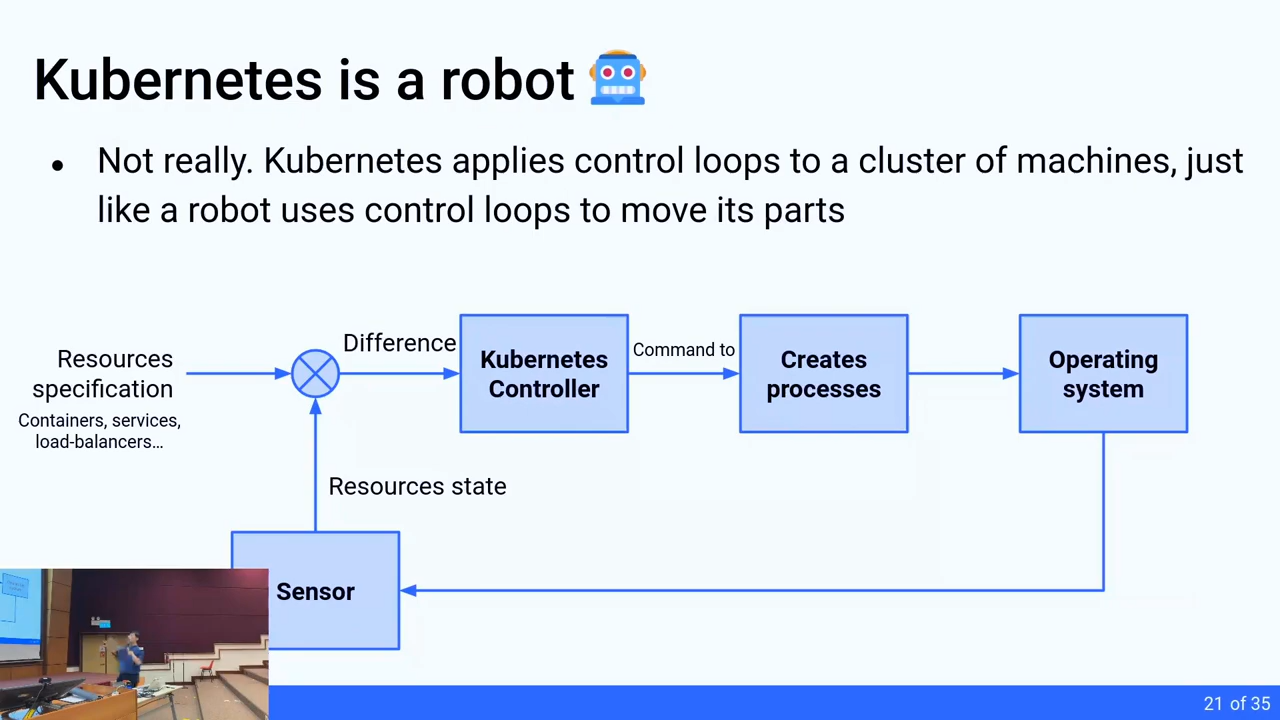 Kubernetes is a robot 🤖
● Not really. Kubernetes applies control loops to a cluster of machines, just
like a robot uses control loops to move its parts
Resources
specification
Containers, services,
load-balancers…
Difference
Kubernetes
Controller
Command to
Creates
processes
Operating
system
Resources state
Sensor
21 of 35